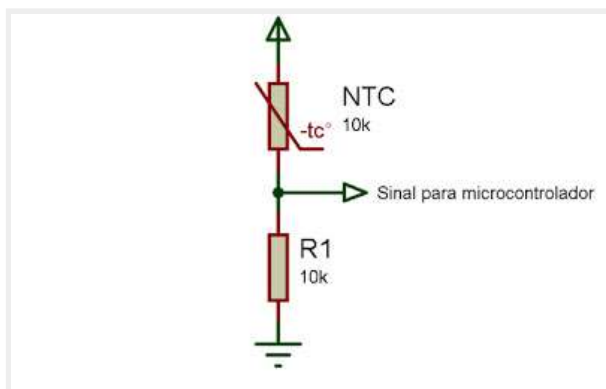 NTC
-tc°
10k
Sinal para microcontrolador
R1
10k